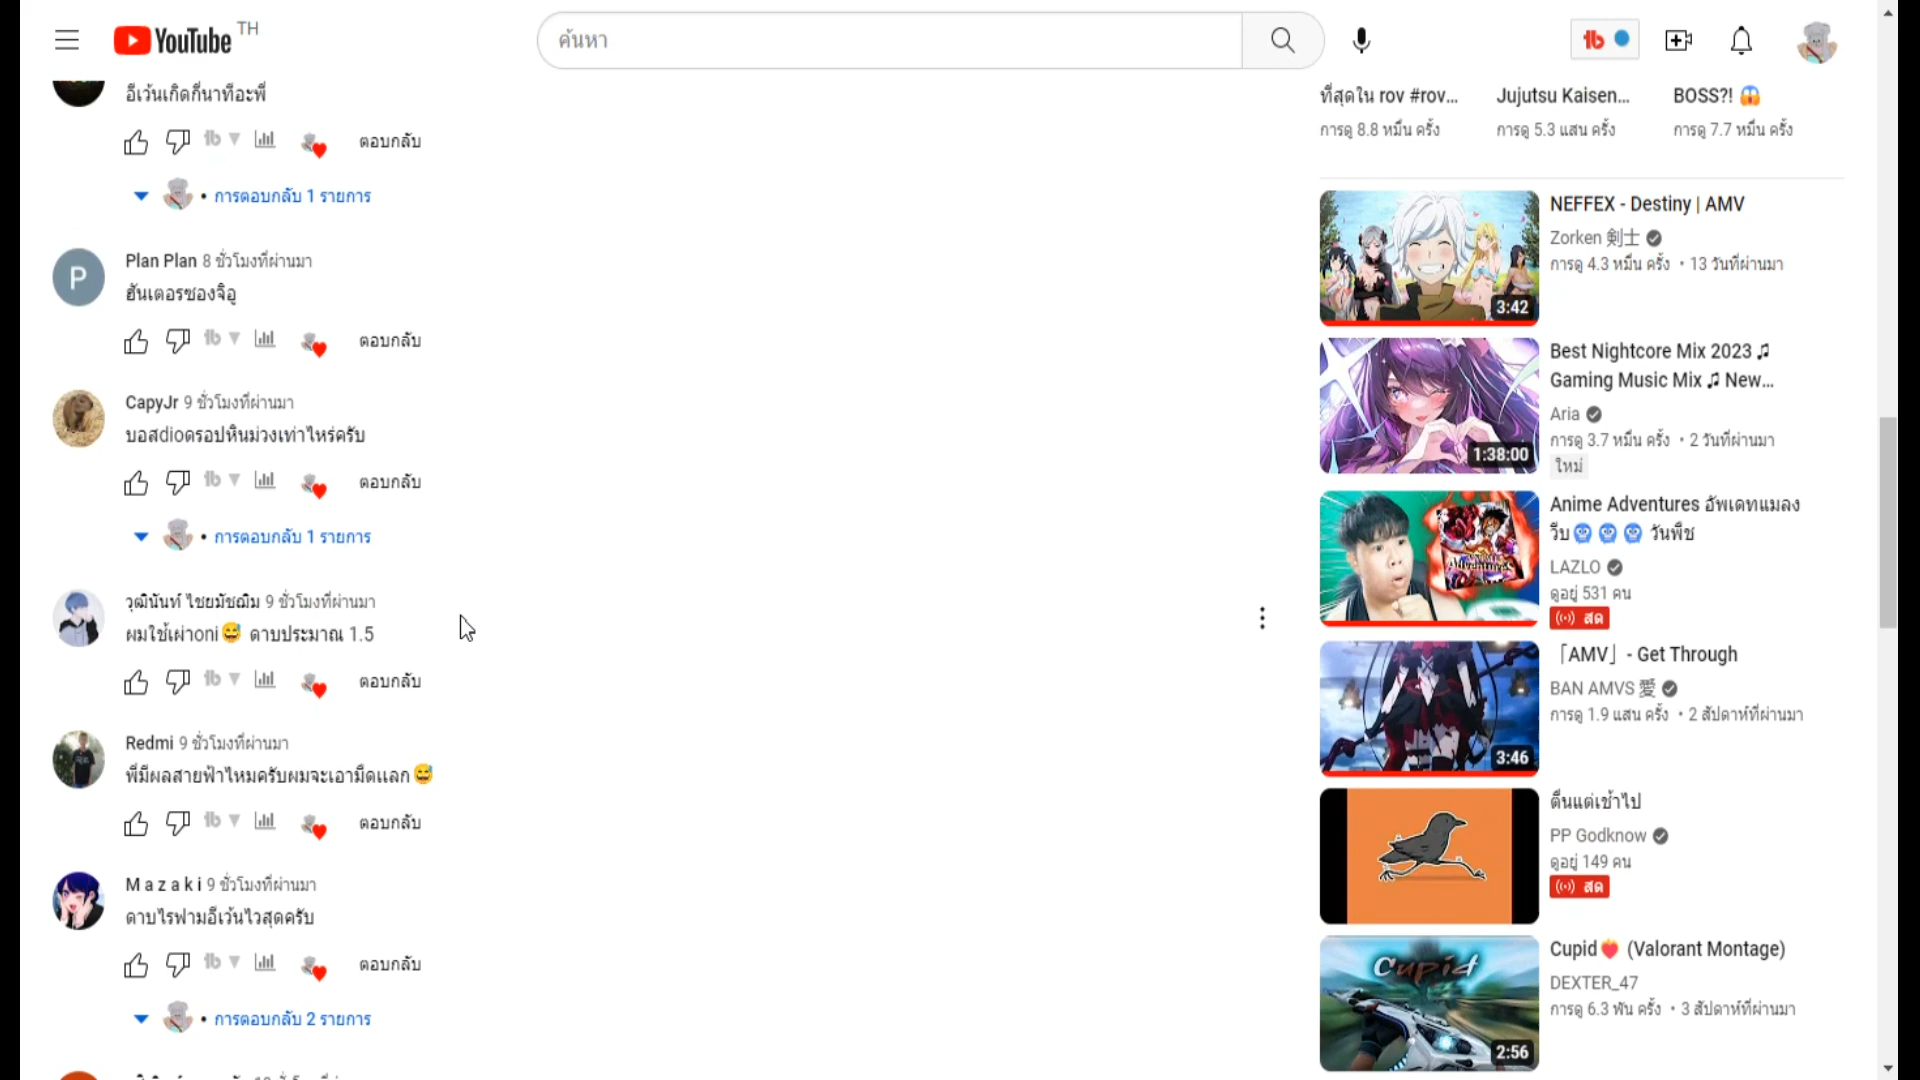 YouTube TH
ค้นหา
อีเว้นเกิดกี่นาทีอะพี่
ตอบกลับ
• การตอบกลับ 1 รายการ
Plan Plan 8 ชั่วโมงที่ผ่านมา
ฮันเตอรซองจิอู
ตอบกลับ
CapyJr 9 ชั่วโมงที่ผ่านมา
บอสdioดรอปหินม่วงเท่าไหร่ครับ
ตอบกลับ
• การตอบกลับ 1 รายการ
วุฒินันท์ ไชยมัชฌิม 9 ชั่วโมงที่ผ่านมา
ผมใช้เผ่าoni😅 ดาบประมาณ 1.5
ตอบกลับ
Redmi 9 ชั่วโมงที่ผ่านมา
พี่มีผลสายฟ้าไหมครับผมจะเอามืดแลก😅
ตอบกลับ
M a z a k i 9 ชั่วโมงที่ผ่านมา
ดาบไรฟามอีเว้นไวสุดครับ
ตอบกลับ
• การตอบกลับ 2 รายการ
ที่สุดใน rov #rov...
การดู 8.8 หมื่น ครั้ง
Jujutsu Kaisen...
การดู 5.3 แสน ครั้ง
BOSS?! 😱
การดู 7.7 หมื่น ครั้ง
3:42
NEFFEX - Destiny | AMV
Zorken 剣士
การดู 4.3 หมื่น ครั้ง • 13 วันที่ผ่านมา
1:38:00
Best Nightcore Mix 2023 ♫
Gaming Music Mix ♫ New...
Aria
การดู 3.7 หมื่น ครั้ง • 2 วันที่ผ่านมา
ใหม่
Adventures
Anime Adventures อัพเดทแมลง
วีบ🥶🥶🥶 วันพีช
LAZLO
ดูอยู่ 531 คน
สด
3:46
「AMV」- Get Through
BAN AMVS 愛
การดู 1.9 แสน ครั้ง • 2 สัปดาห์ที่ผ่านมา
ตื่นแต่เช้าไป
PP Godknow
ดูอยู่ 149 คน
สด
Cupid
2:56
Cupid❤️‍🔥 (Valorant Montage)
DEXTER_47
การดู 6.3 พัน ครั้ง • 3 สัปดาห์ที่ผ่านมา